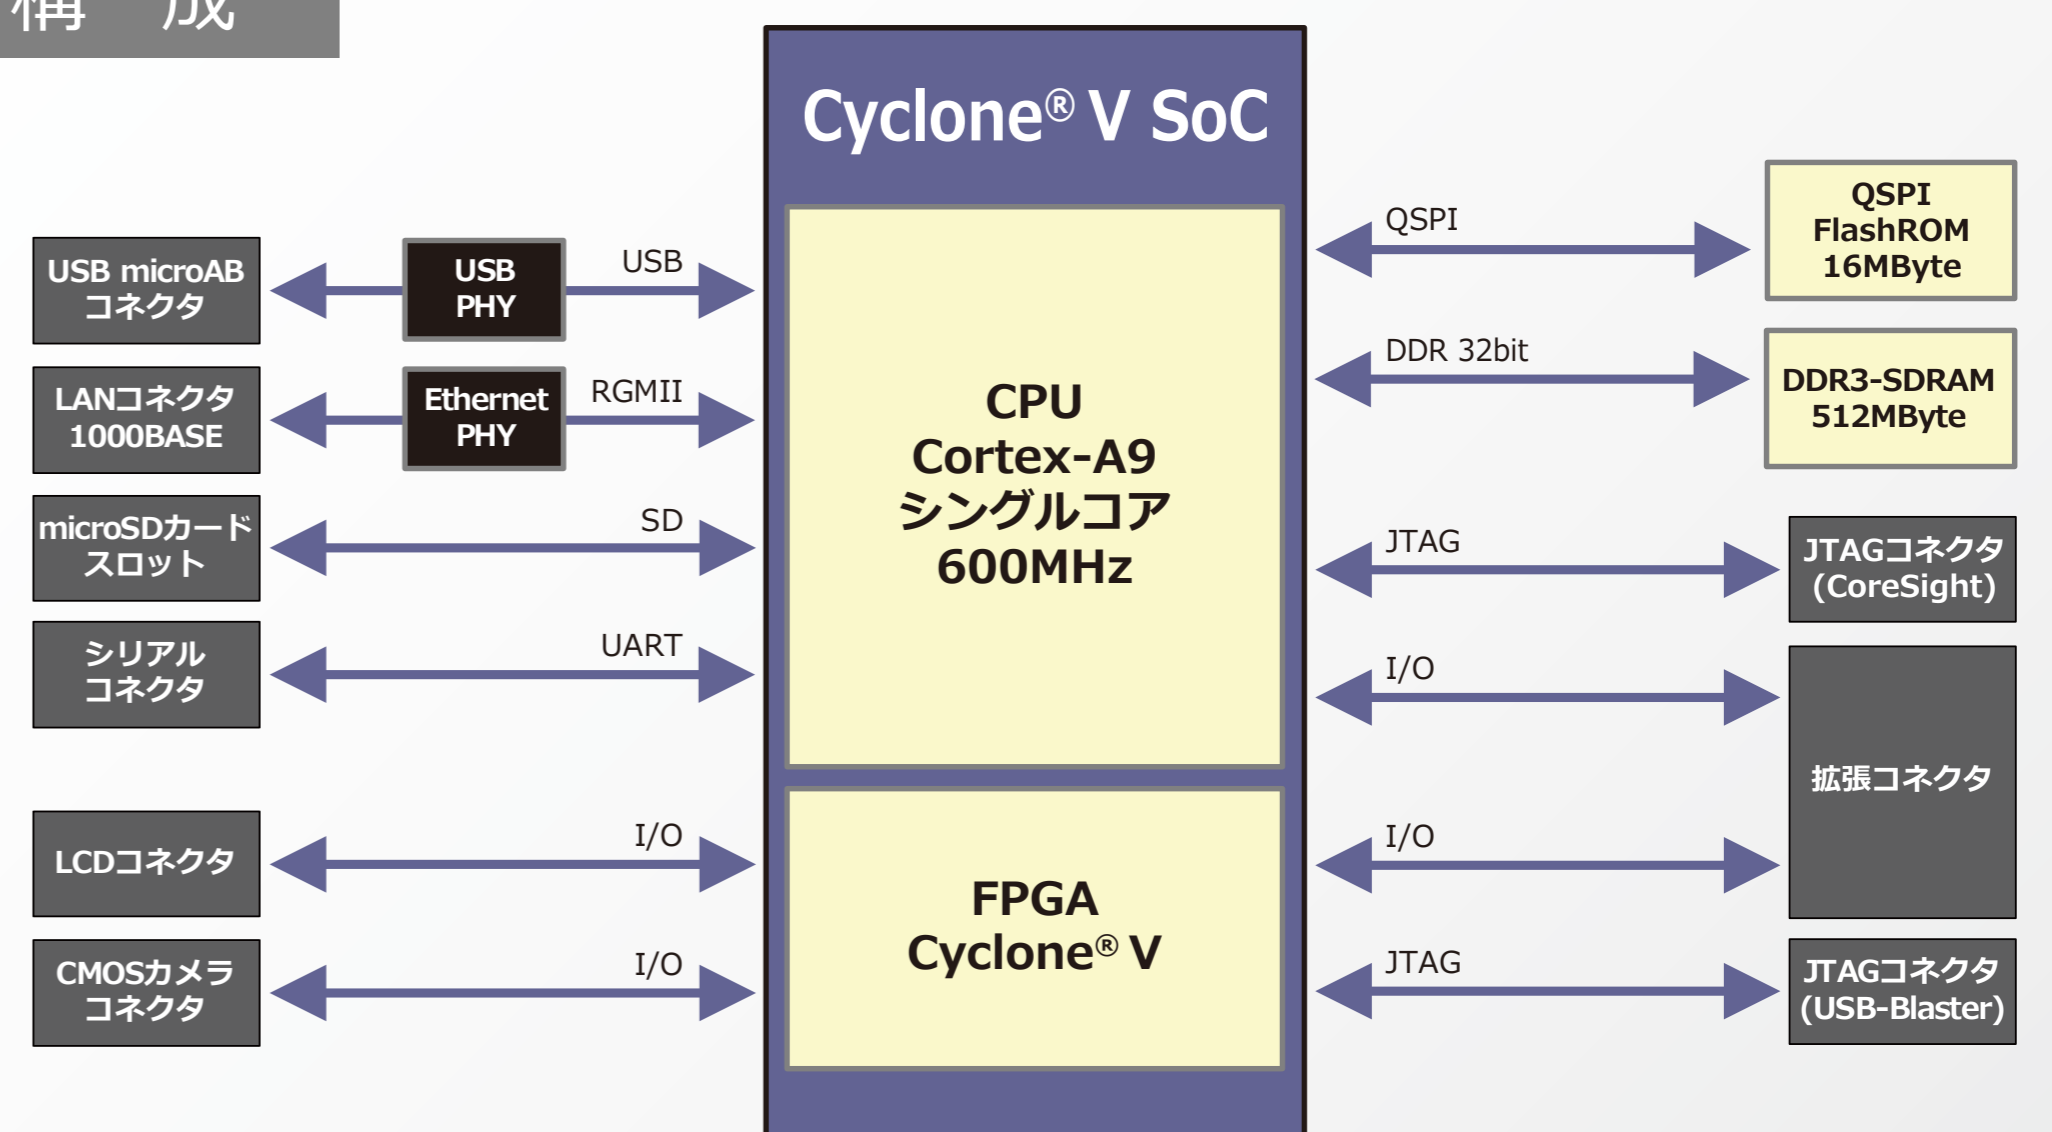 構 成
Cyclone® V SoC
USB microAB
コネクタ
USB
PHY
USB
LANコネクタ
1000BASE
Ethernet
PHY
RGMII
microSDカード
スロット
SD
シリアル
コネクタ
UART
LCDコネクタ
I/O
CMOSカメラ
コネクタ
I/O
CPU
Cortex-A9
シングルコア
600MHz
FPGA
Cyclone® V
QSPI
QSPI
FlashROM
16MByte
DDR 32bit
DDR3-SDRAM
512MByte
JTAG
JTAGコネクタ
(CoreSight)
I/O
拡張コネクタ
I/O
JTAG
JTAGコネクタ
(USB-Blaster)